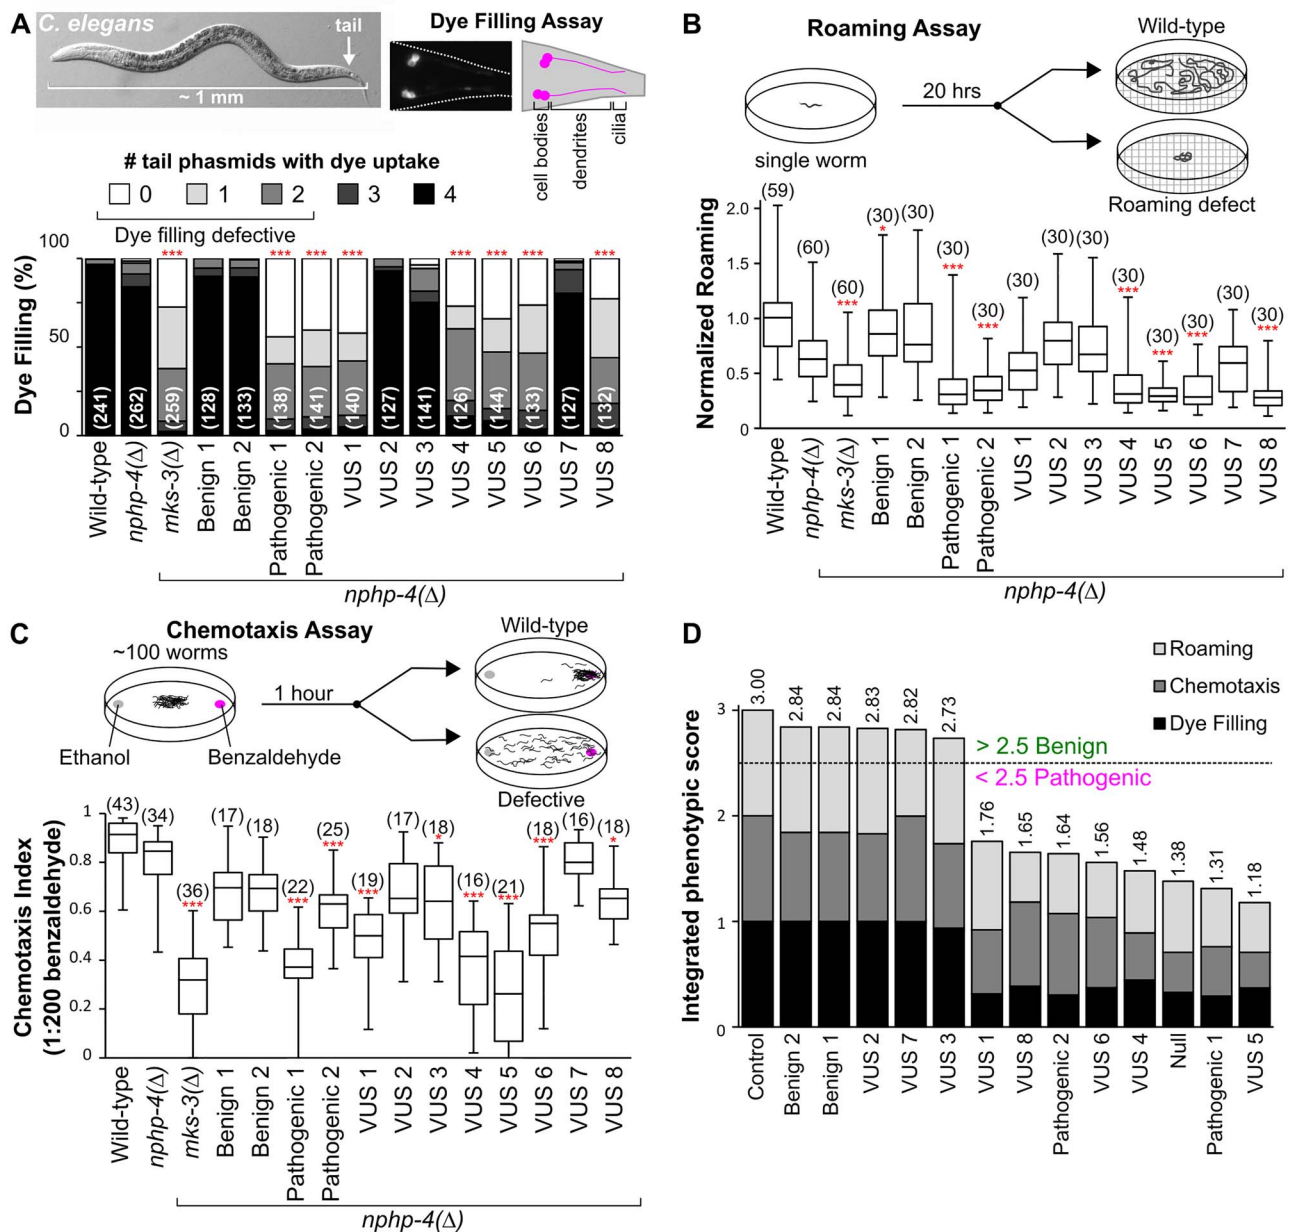 A
C. elegans
tail
~ 1 mm
Dye Filling Assay
cell bodies
dendrites
cilia
# tail phasmids with dye uptake
0 1 2 3 4
Dye filling defective
*** *** *** *** *** *** *** ***
Dye Filling (%)
100
50
0
(241) (262) (259) (128) (133) (138) (141) (140) (127) (141) (126) (144) (133) (127) (132)
Wild-type
nphp-4(Δ)
mks-3(Δ)
Benign 1
Benign 2
Pathogenic 1
Pathogenic 2
VUS 1
VUS 2
VUS 3
VUS 4
VUS 5
VUS 6
VUS 7
VUS 8
nphp-4(Δ)
B
Roaming Assay
Wild-type
20 hrs
single worm
Roaming defect
Normalized Roaming
2.0
1.5
1.0
0.5
0
(59)
(60)
(60)
***
(30)
*
(30)
(30)
***
(30)
***
(30)
(30)
(30)
(30)
***
(30)
***
(30)
***
(30)
(30)
***
Wild-type
nphp-4(Δ)
mks-3(Δ)
Benign 1
Benign 2
Pathogenic 1
Pathogenic 2
VUS 1
VUS 2
VUS 3
VUS 4
VUS 5
VUS 6
VUS 7
VUS 8
nphp-4(Δ)
C
Chemotaxis Assay
~100 worms
Wild-type
1 hour
Ethanol
Benzaldehyde
Defective
Chemotaxis Index
(1:200 benzaldehyde)
1
0.8
0.6
0.4
0.2
0
(43)
(34)
(36)
***
(17)
(18)
(22)
***
(25)
***
(19)
***
(17)
(18)
*
(16)
***
(21)
***
(18)
***
(16)
(18)
*
Wild-type
nphp-4(Δ)
mks-3(Δ)
Benign 1
Benign 2
Pathogenic 1
Pathogenic 2
VUS 1
VUS 2
VUS 3
VUS 4
VUS 5
VUS 6
VUS 7
VUS 8
nphp-4(Δ)
D
Roaming
Chemotaxis
Dye Filling
Integrated phenotypic score
3
2
1
0
3.00
2.84
2.84
2.83
2.82
2.73
1.76
1.65
1.64
1.56
1.48
1.38
1.31
1.18
> 2.5 Benign
< 2.5 Pathogenic
Control
Benign 2
Benign 1
VUS 2
VUS 7
VUS 3
VUS 1
VUS 8
Pathogenic 2
VUS 6
VUS 4
Null
Pathogenic 1
VUS 5